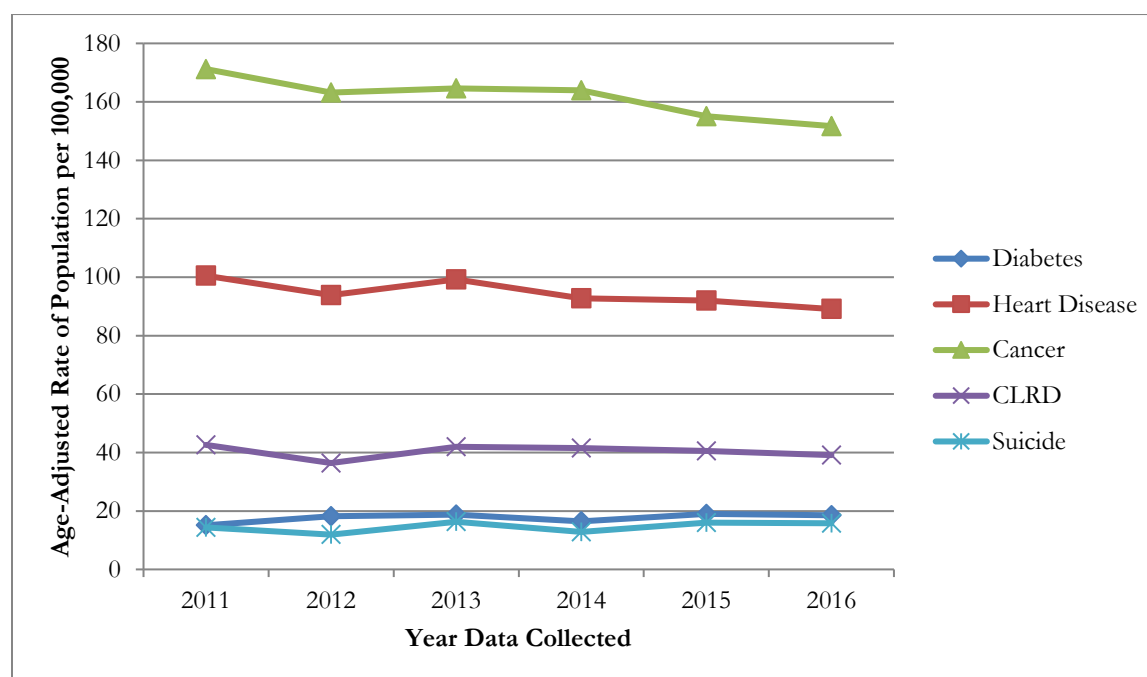 Age-Adjusted Rate of Population per 100,000
180
160
140
120
100
80
60
40
20
0
2011 2012 2013 2014 2015 2016
Year Data Collected
Diabetes
Heart Disease
Cancer
CLRD
Suicide